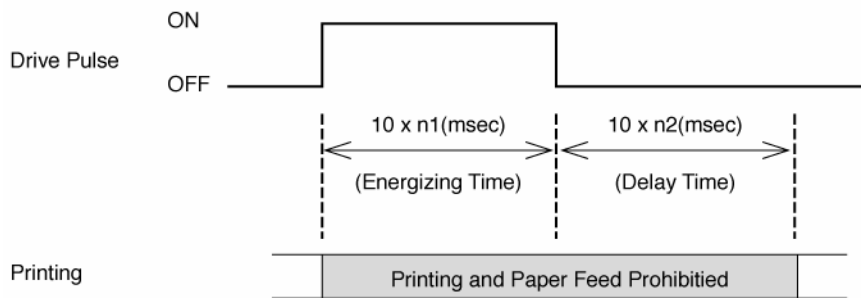 ON
Drive Pulse
OFF
10 x n1(msec)
10 x n2(msec)
(Energizing Time)
(Delay Time)
Printing
Printing and Paper Feed Prohibitied